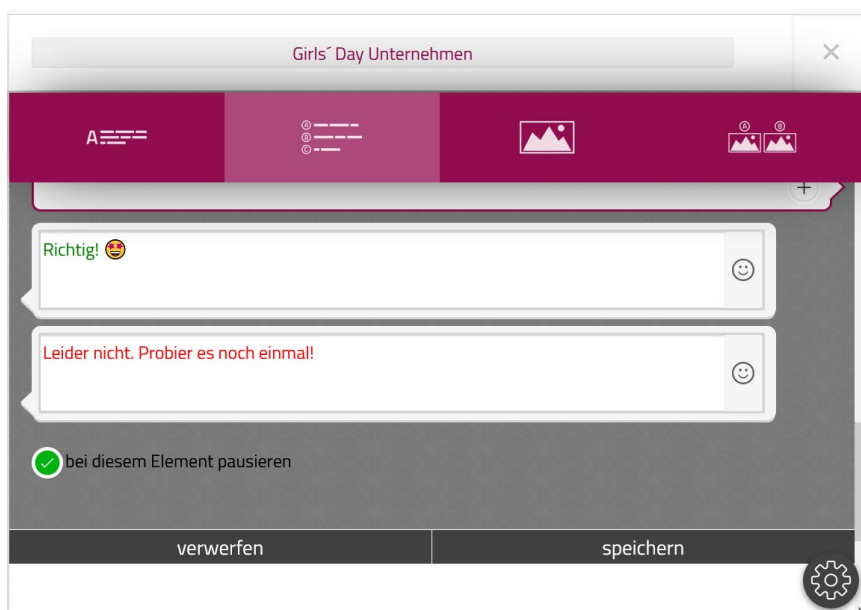 Girls´ Day Unternehmen
A
A
B
C
A B
Richtig! 🤩
Leider nicht. Probier es noch einmal!
bei diesem Element pausieren
verwerfen speichern